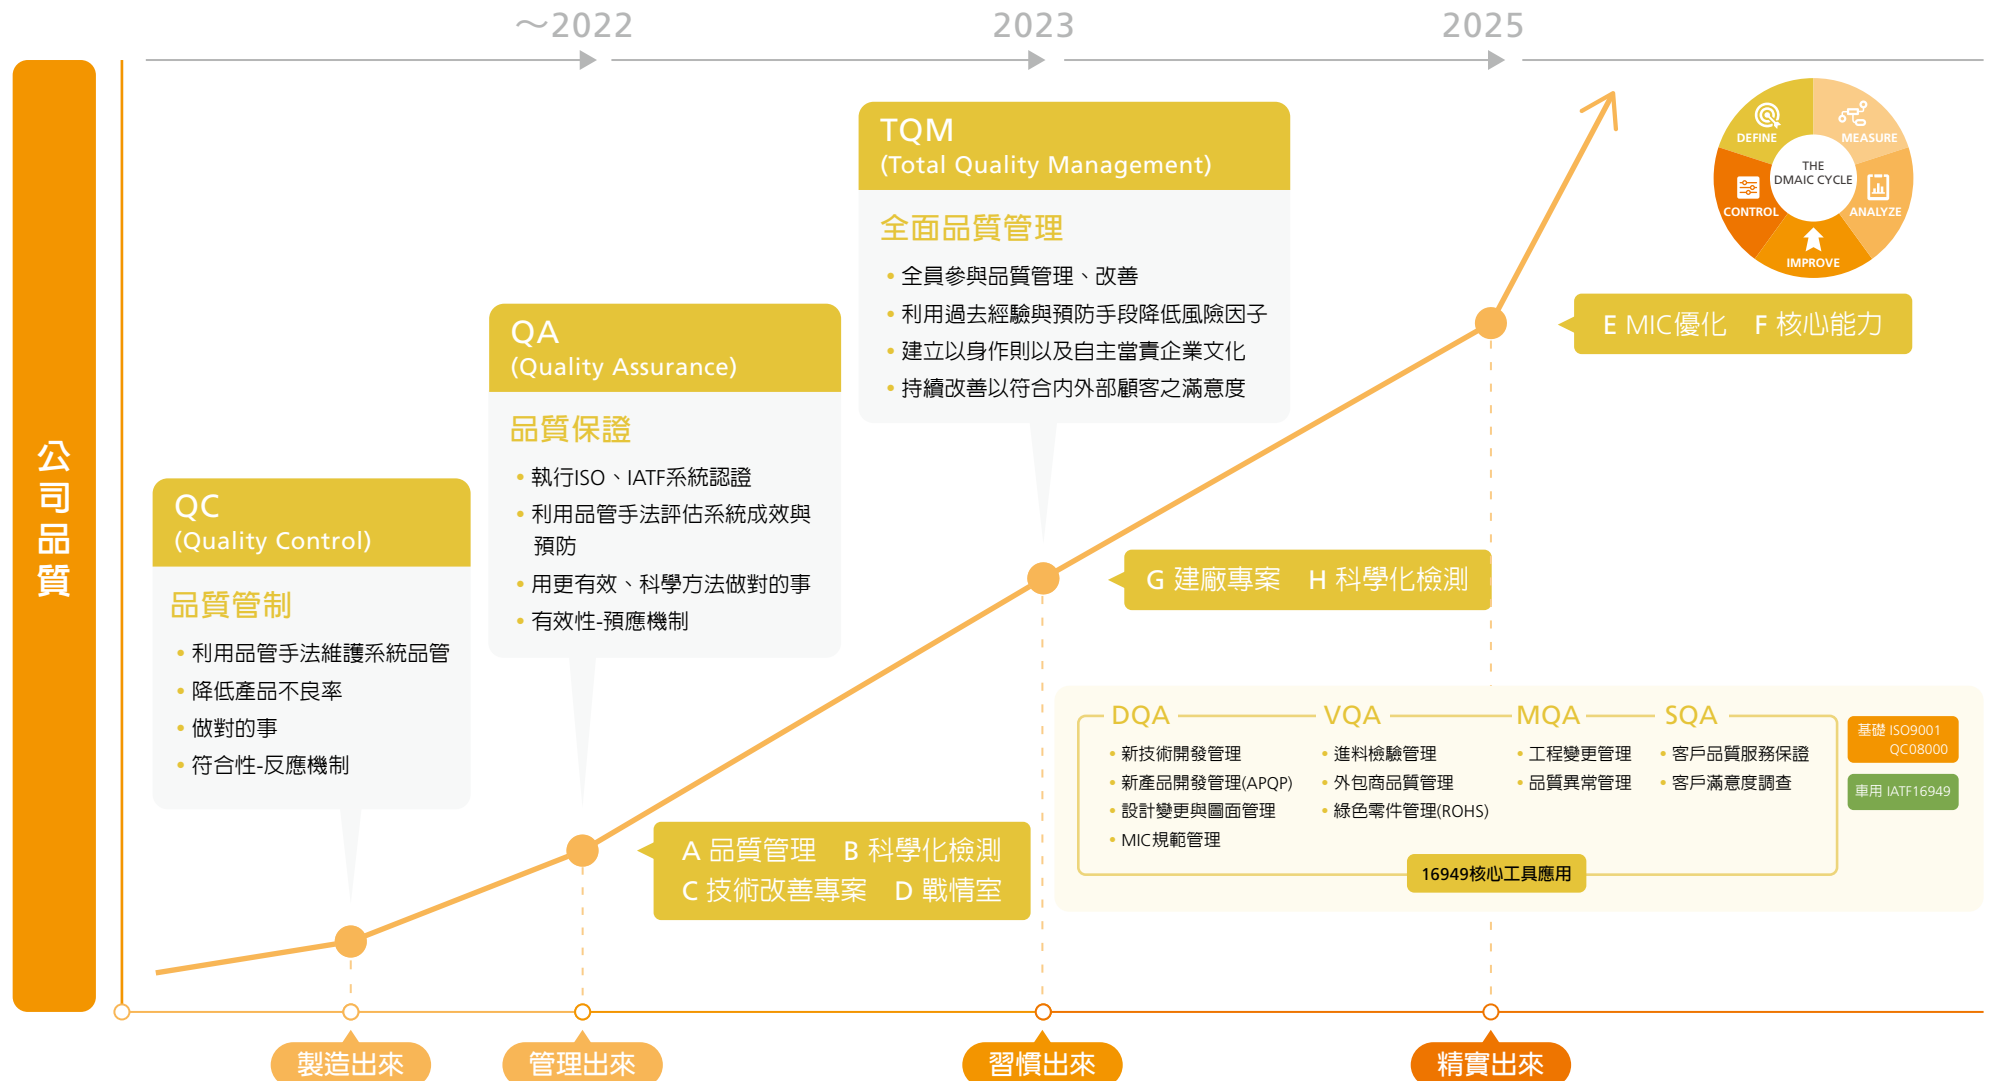 ～2022
2023
2025
公司品質
QC
(Quality Control)
品質管制
• 利用品管手法維護系統品管
• 降低產品不良率
• 做對的事
• 符合性-反應機制
QA
(Quality Assurance)
品質保證
• 執行ISO、IATF系統認證
• 利用品管手法評估系統成效與
預防
• 用更有效、科學方法做對的事
• 有效性-預應機制
TQM
(Total Quality Management)
全面品質管理
• 全員參與品質管理、改善
• 利用過去經驗與預防手段降低風險因子
• 建立以身作則以及自主當責企業文化
• 持續改善以符合內外部顧客之滿意度
DEFINE
MEASURE
THE
DMAIC CYCLE
CONTROL
ANALYZE
IMPROVE
E MIC優化 F 核心能力
G 建廠專案 H 科學化檢測
A 品質管理 B 科學化檢測
C 技術改善專案 D 戰情室
DQA
• 新技術開發管理
• 新產品開發管理(APQP)
• 設計變更與圖面管理
• MIC規範管理
VQA
• 進料檢驗管理
• 外包商品質管理
• 綠色零件管理(ROHS)
MQA
• 工程變更管理
• 品質異常管理
SQA
• 客戶品質服務保證
• 客戶滿意度調查
16949核心工具應用
基礎 ISO9001
QC08000
車用 IATF16949
製造出來
管理出來
習慣出來
精實出來